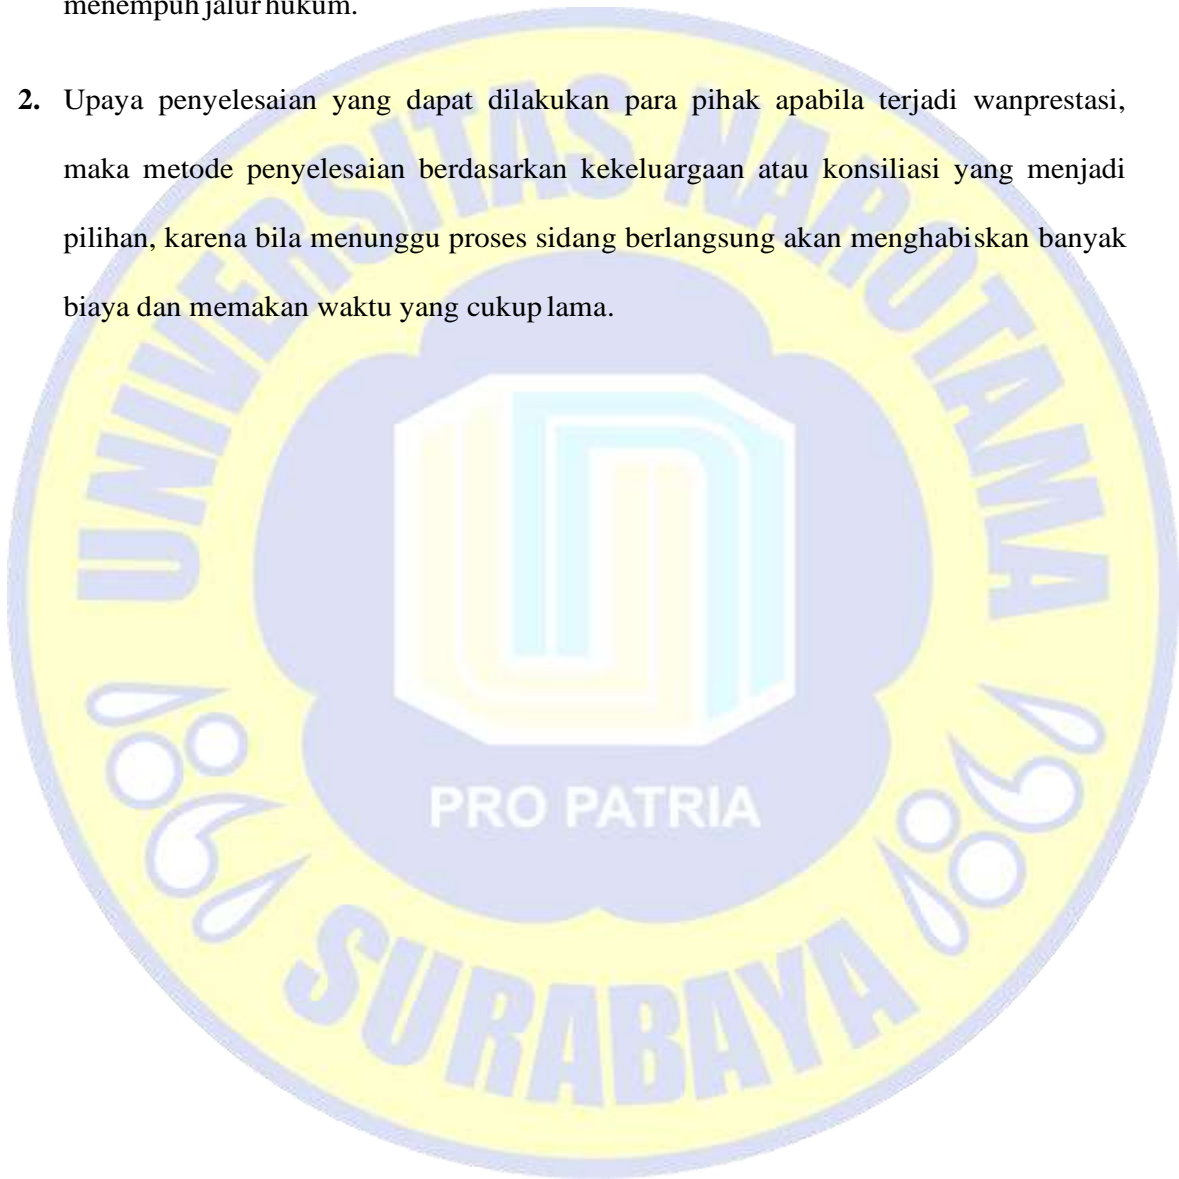 menempuh jalur hukum.
2. Upaya penyelesaian yang dapat dilakukan para pihak apabila terjadi wanprestasi,
maka metode penyelesaian berdasarkan kekeluargaan atau konsiliasi yang menjadi
pilihan, karena bila menunggu proses sidang berlangsung akan menghabiskan banyak
biaya dan memakan waktu yang cukup lama.
UNIVERSITAS NAROTAMA
PRO PATRIA
SURABAYA